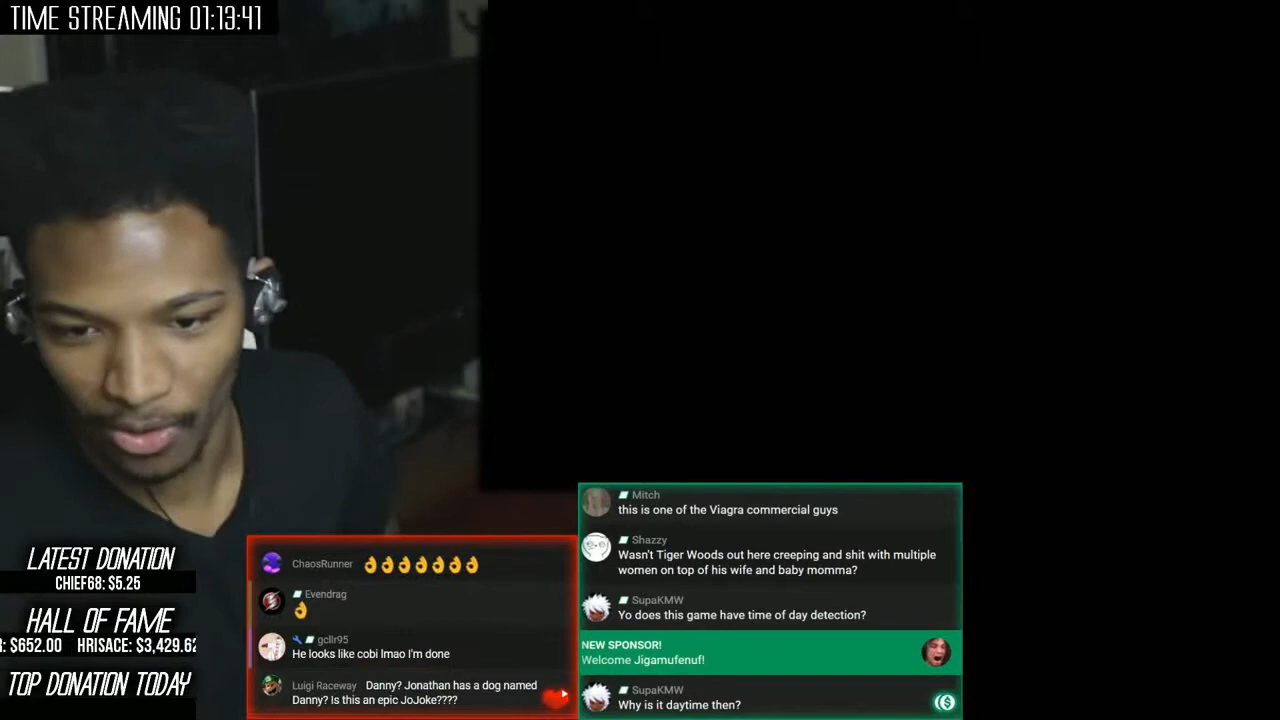 TIME STREAMING 01:13:41
LATEST DONATION
CHIEF68: $5.25
HALL OF FAME
: $652.00 HRISACE: $3,429.62
TOP DONATION TODAY
ChaosRunner 👌👌👌👌👌👌👌
Evendrag
👌
gcllr95
He looks like cobi lmao I'm done
Luigi Raceway Danny? Jonathan has a dog named
Danny? Is this an epic JoJoke????
Mitch
this is one of the Viagra commercial guys
Shazzy
Wasn't Tiger Woods out here creeping and shit with multiple
women on top of his wife and baby momma?
SupaKMW
Yo does this game have time of day detection?
NEW SPONSOR!
Welcome Jigamufenuf!
SupaKMW
Why is it daytime then?